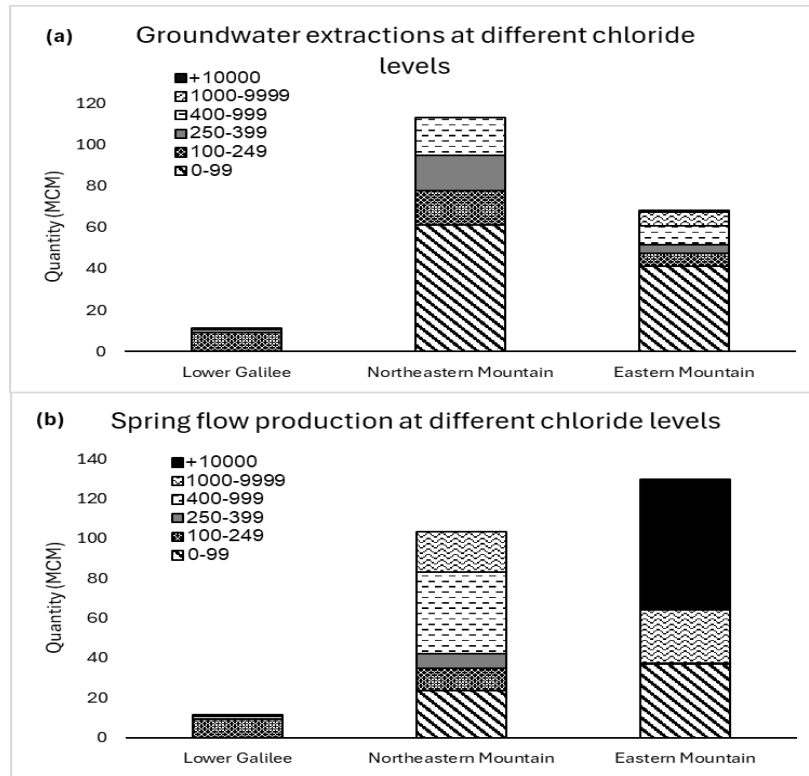 (a)
Groundwater extractions at different chloride
levels
+10000
1000-9999
400-999
250-399
100-249
0-99
Quantity (MCM)
120
100
80
60
40
20
0
Lower Galilee
Northeastern Mountain
Eastern Mountain
(b)
Spring flow production at different chloride levels
+10000
1000-9999
400-999
250-399
100-249
0-99
Quantity (MCM)
140
120
100
80
60
40
20
0
Lower Galilee
Northeastern Mountain
Eastern Mountain